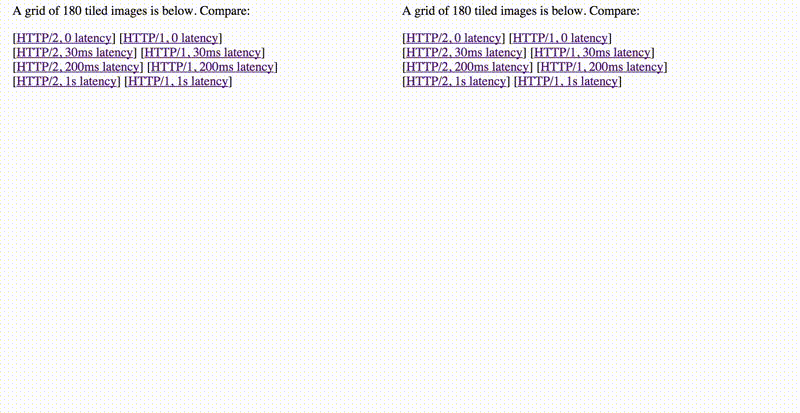 A grid of 180 tiled images is below. Compare:
[HTTP/2, 0 latency] [HTTP/1, 0 latency]
[HTTP/2, 30ms latency] [HTTP/1, 30ms latency]
[HTTP/2, 200ms latency] [HTTP/1, 200ms latency]
[HTTP/2, 1s latency] [HTTP/1, 1s latency]
A grid of 180 tiled images is below. Compare:
[HTTP/2, 0 latency] [HTTP/1, 0 latency]
[HTTP/2, 30ms latency] [HTTP/1, 30ms latency]
[HTTP/2, 200ms latency] [HTTP/1, 200ms latency]
[HTTP/2, 1s latency] [HTTP/1, 1s latency]